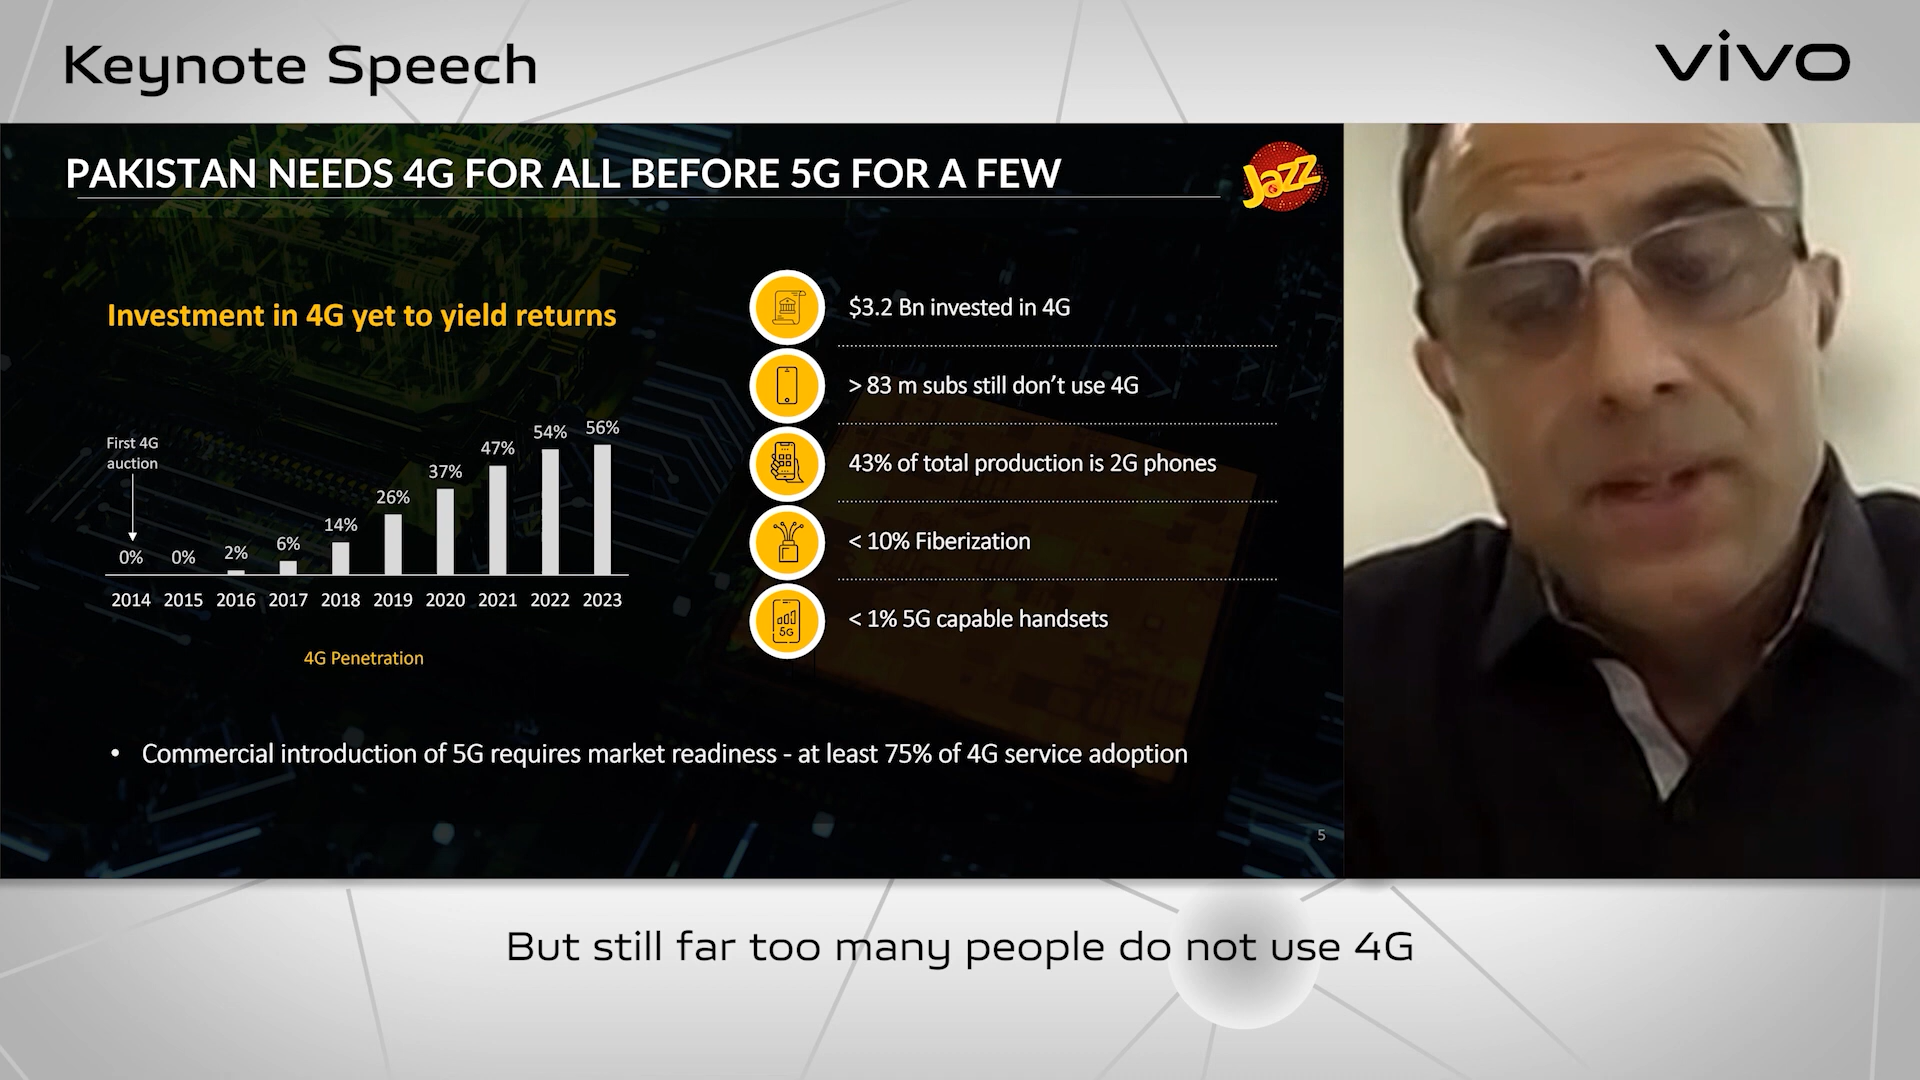 Keynote Speech
vivo
PAKISTAN NEEDS 4G FOR ALL BEFORE 5G FOR A FEW
Jazz
Investment in 4G yet to yield returns
First 4G
auction
0% 0% 2% 6% 14% 26% 37% 47% 54% 56%
2014 2015 2016 2017 2018 2019 2020 2021 2022 2023
4G Penetration
$3.2 Bn invested in 4G
> 83 m subs still don’t use 4G
43% of total production is 2G phones
< 10% Fiberization
5G
< 1% 5G capable handsets
• Commercial introduction of 5G requires market readiness - at least 75% of 4G service adoption
5
But still far too many people do not use 4G